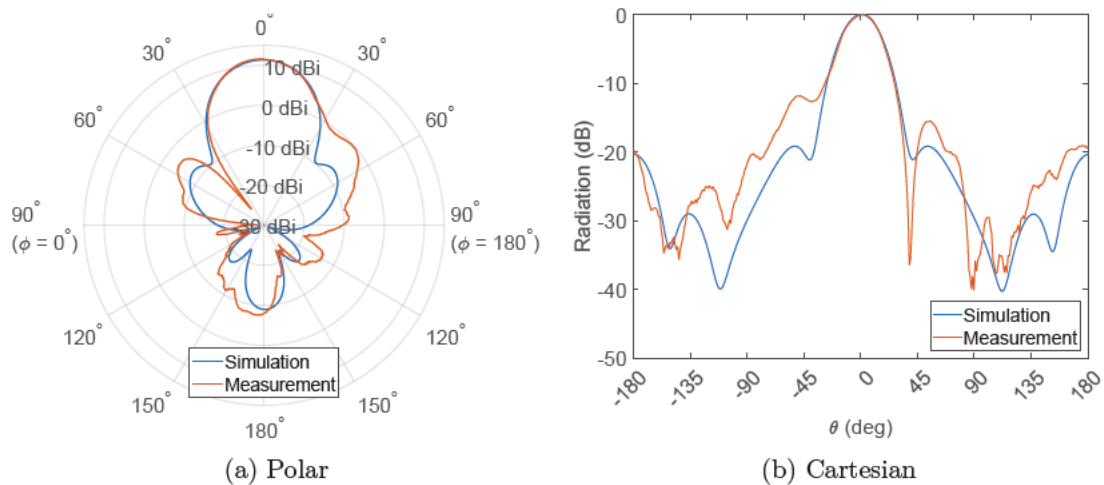 0°
30°
30°
60°
60°
90°
(ϕ = 0°)
90°
(ϕ = 180°)
120°
120°
150°
150°
180°
10 dBi
0 dBi
-10 dBi
-20 dBi
-30 dBi
Simulation
Measurement
(a) Polar
0
-10
-20
-30
-40
-50
Radiation (dB)
-180
-135
-90
-45
0
45
90
135
180
θ (deg)
Simulation
Measurement
(b) Cartesian